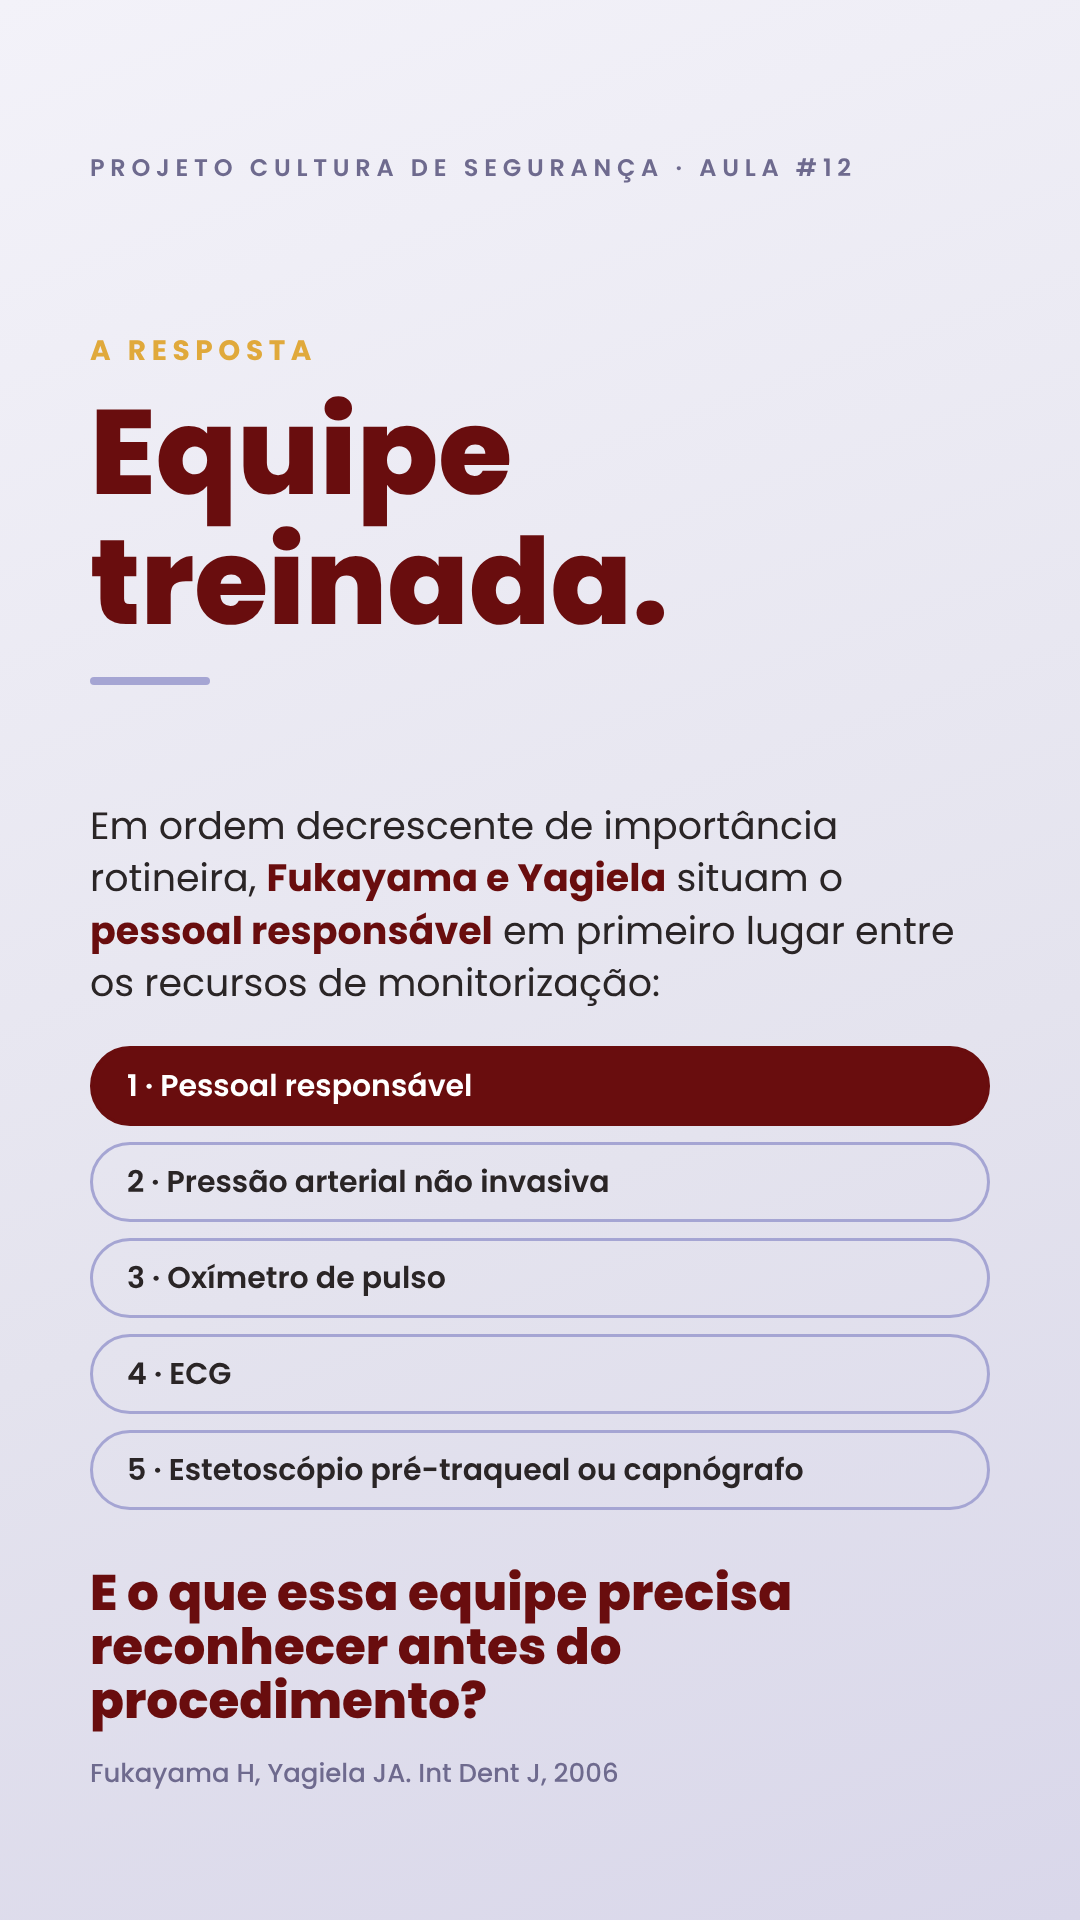 PROJETO CULTURA DE SEGURANÇA · AULA #12
A RESPOSTA
Equipe
treinada.
Em ordem decrescente de importância
rotineira, Fukayama e Yagiela situam o
pessoal responsável em primeiro lugar entre
os recursos de monitorização:
1 · Pessoal responsável
2 · Pressão arterial não invasiva
3 · Oxímetro de pulso
4 · ECG
5 · Estetoscópio pré-traqueal ou capnógrafo
E o que essa equipe precisa
reconhecer antes do
procedimento?
Fukayama H, Yagiela JA. Int Dent J, 2006